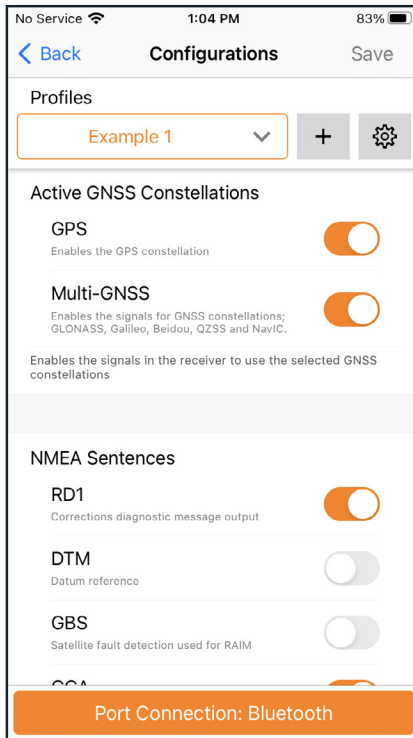 No Service 1:04 PM 83%
Back Configurations Save
Profiles
Example 1 +
Active GNSS Constellations
GPS
Enables the GPS constellation
Multi-GNSS
Enables the signals for GNSS constellations;
GLONASS, Galileo, Beidou, QZSS and NavIC.
Enables the signals in the receiver to use the selected GNSS
constellations
NMEA Sentences
RD1
Corrections diagnostic message output
DTM
Datum reference
GBS
Satellite fault detection used for RAIM
Port Connection: Bluetooth